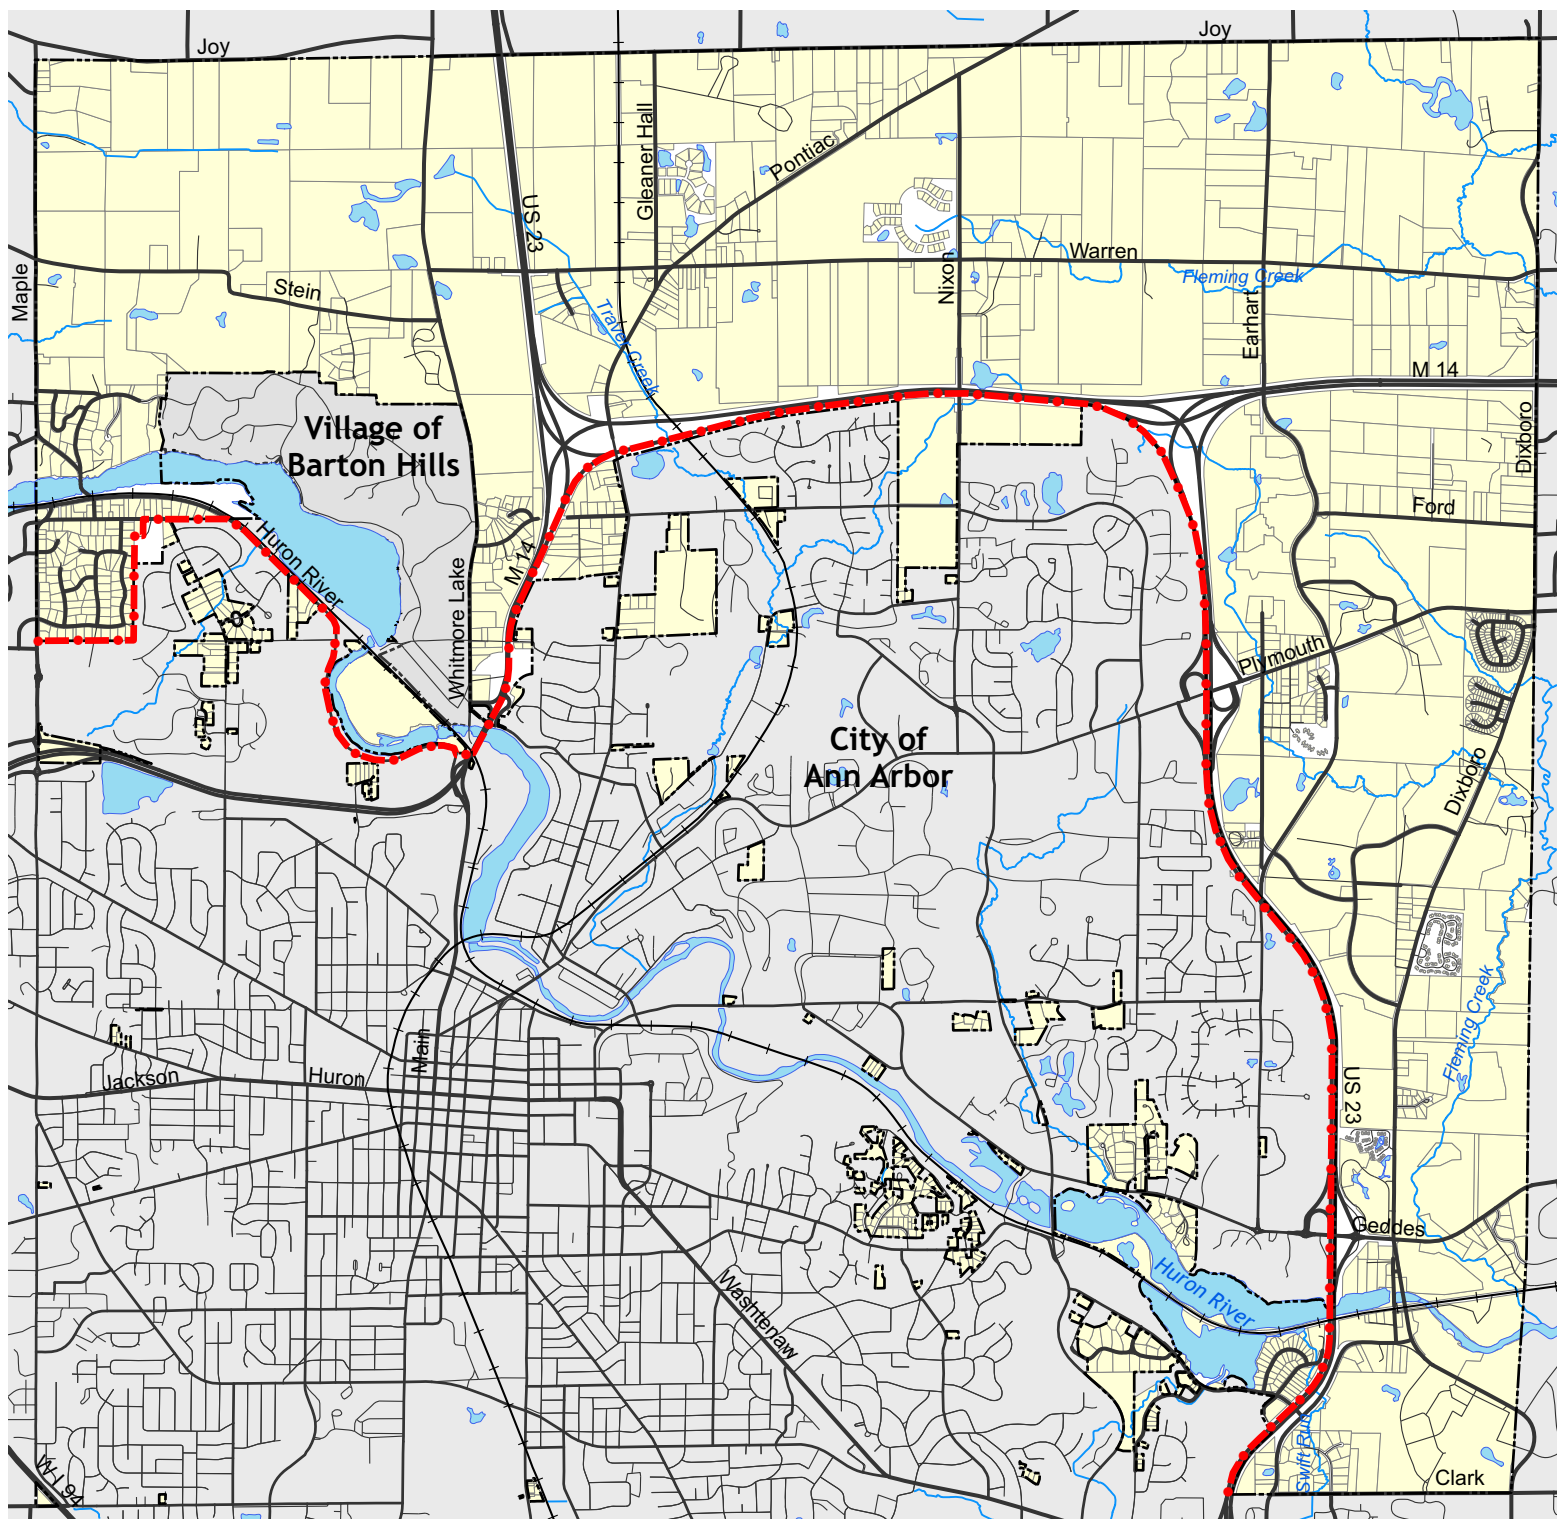 Joy
Joy
Gleaner Hall
Pontiac
US 23
Maple
Stein
Nixon
Warren
Fleming Creek
Earhart
Traver Creek
M 14
Dixboro
Village of
Barton Hills
Ford
Huron River
M 14
Whitmore Lake
Plymouth
City of
Ann Arbor
Dixboro
Fleming Creek
Main
Jackson
Huron
US 23
Geddes
Huron River
Washtenaw
Swift Run
W I 94
Clark